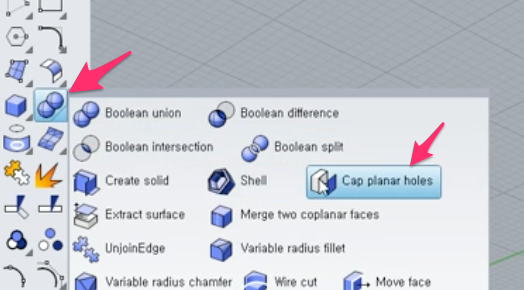 Boolean union Boolean difference
Boolean intersection Boolean split
Create solid Shell Cap planar holes
Extract surface Merge two coplanar faces
UnjoinEdge Variable radius fillet
Variable radius chamfer Wire cut Move face